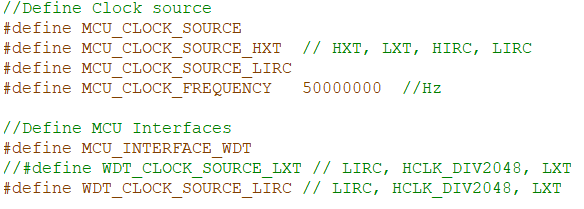 //Define Clock source
#define MCU_CLOCK_SOURCE
#define MCU_CLOCK_SOURCE_HXT  // HXT, LXT, HIRC, LIRC
#define MCU_CLOCK_SOURCE_LIRC
#define MCU_CLOCK_FREQUENCY   50000000  //Hz

//Define MCU Interfaces
#define MCU_INTERFACE_WDT
//#define WDT_CLOCK_SOURCE_LXT // LIRC, HCLK_DIV2048, LXT
#define WDT_CLOCK_SOURCE_LIRC // LIRC, HCLK_DIV2048, LXT